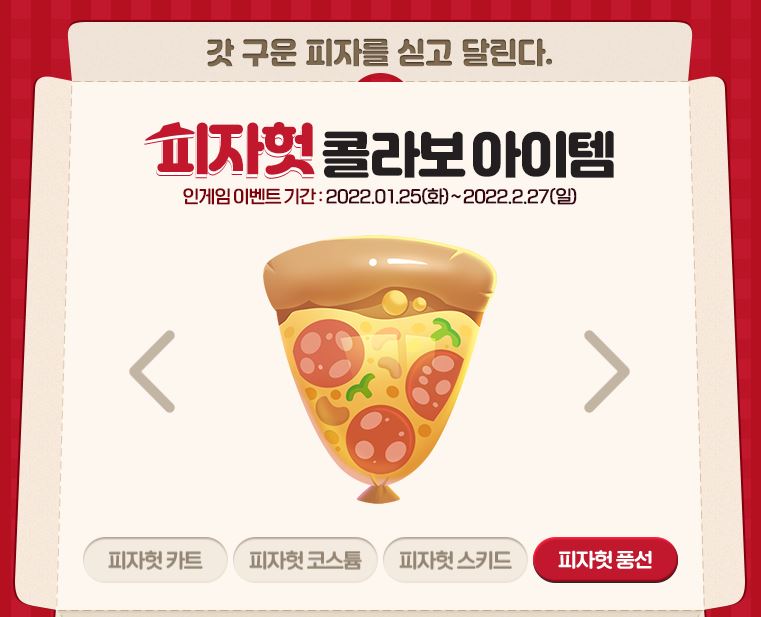 갓 구운 피자를 싣고 달린다.
피자헛 콜라보 아이템
인게임 이벤트 기간 : 2022.01.25(화) ~ 2022.2.27(일)
피자헛 카트 피자헛 코스튬 피자헛 스키드 피자헛 풍선